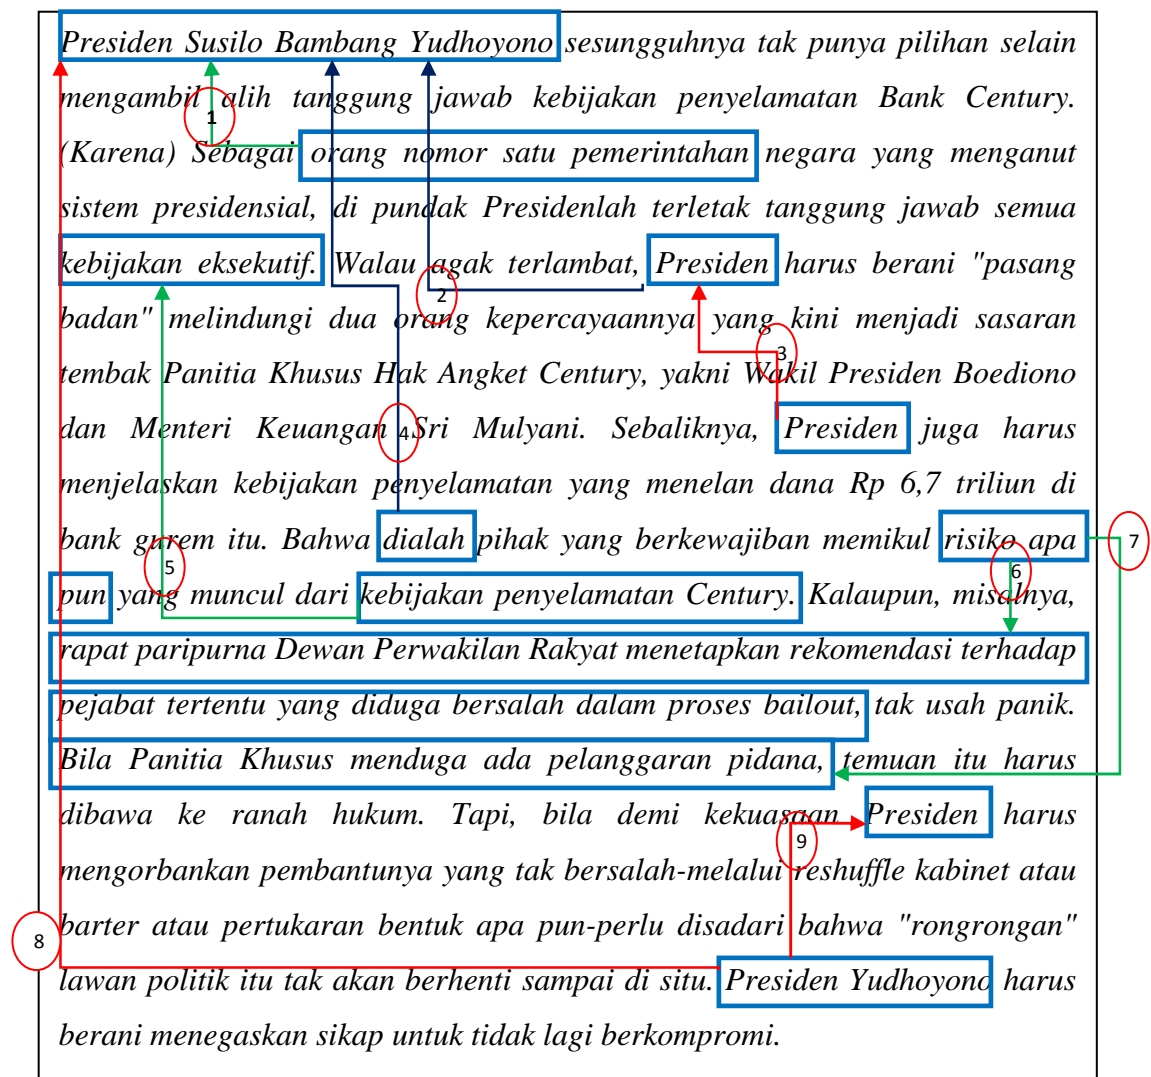 Presiden Susilo Bambang Yudhoyono sesungguhnya tak punya pilihan selain
mengambil alih tanggung jawab kebijakan penyelamatan Bank Century.
1
(Karena) Sebagai orang nomor satu pemerintahan negara yang menganut
sistem presidensial, di pundak Presidenlah terletak tanggung jawab semua
kebijakan eksekutif. Walau agak terlambat, Presiden harus berani "pasang
2
badan" melindungi dua orang kepercayaannya yang kini menjadi sasaran
3
tembak Panitia Khusus Hak Angket Century, yakni Wakil Presiden Boediono
dan Menteri Keuangan 4 Sri Mulyani. Sebaliknya, Presiden juga harus
menjelaskan kebijakan penyelamatan yang menelan dana Rp 6,7 triliun di
bank gurem itu. Bahwa dialah pihak yang berkewajiban memikul risiko apa 7
5 6
pun yang muncul dari kebijakan penyelamatan Century. Kalaupun, misalnya,
rapat paripurna Dewan Perwakilan Rakyat menetapkan rekomendasi terhadap
pejabat tertentu yang diduga bersalah dalam proses bailout, tak usah panik.
Bila Panitia Khusus menduga ada pelanggaran pidana, temuan itu harus
dibawa ke ranah hukum. Tapi, bila demi kekuasaan Presiden harus
9
mengorbankan pembantunya yang tak bersalah-melalui reshuffle kabinet atau
barter atau pertukaran bentuk apa pun-perlu disadari bahwa "rongrongan"
8
lawan politik itu tak akan berhenti sampai di situ. Presiden Yudhoyono harus
berani menegaskan sikap untuk tidak lagi berkompromi.